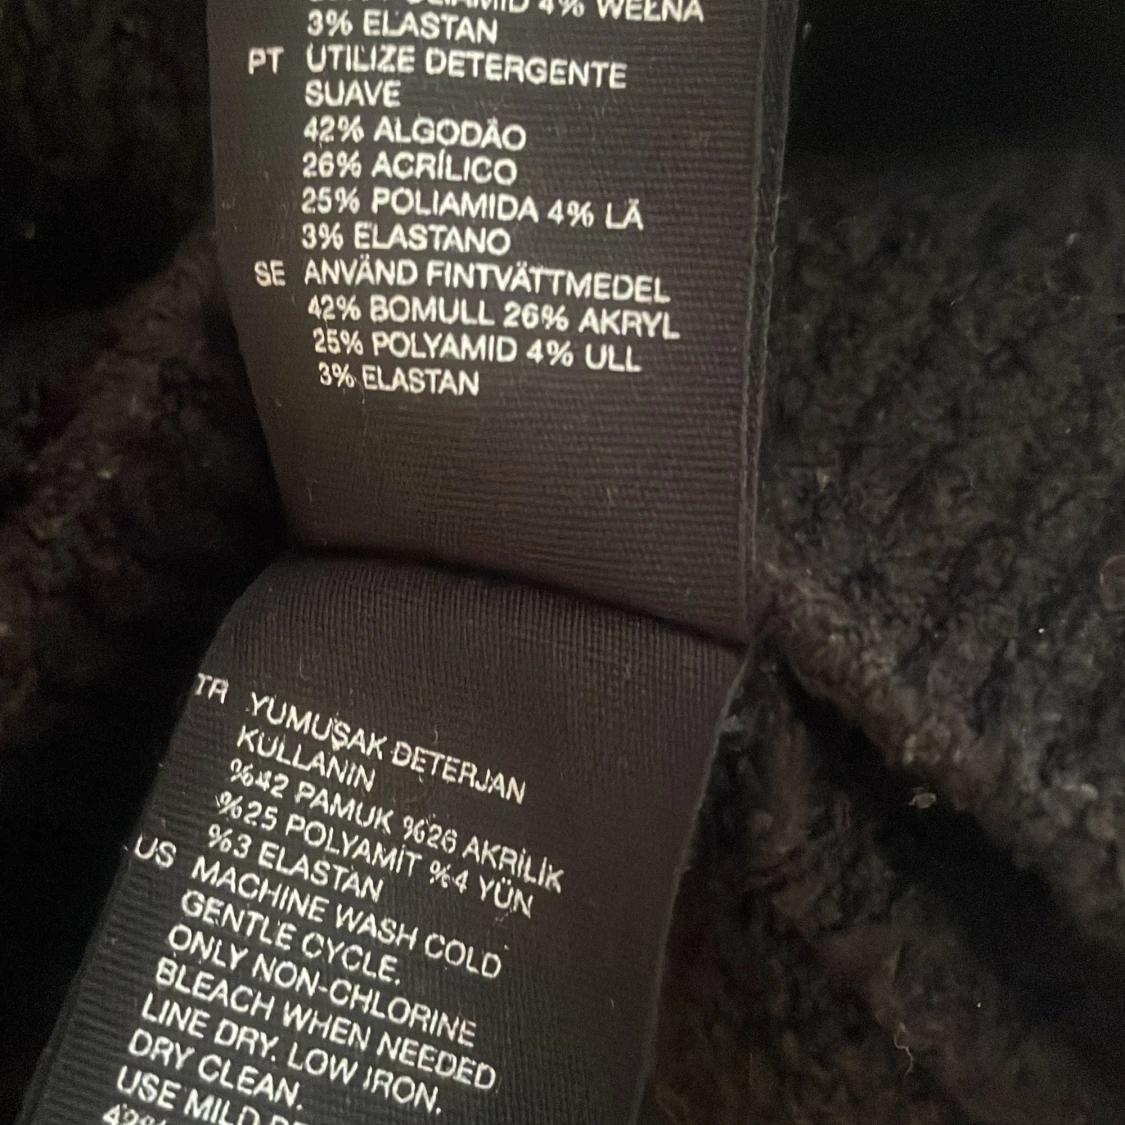 4% WEŁNA
3% ELASTAN
PT UTILIZE DETERGENTE
SUAVE
42% ALGODÃO
26% ACRÍLICO
25% POLIAMIDA 4% LÃ
3% ELASTANO
SE ANVÄND FINTVÄTTMEDEL
42% BOMULL 26% AKRYL
25% POLYAMID 4% ULL
3% ELASTAN
TR YUMUŞAK DETERJAN
KULLANIN
%42 PAMUK %26 AKRİLİK
%25 POLYAMİT %4 YÜN
%3 ELASTAN
US MACHINE WASH COLD
GENTLE CYCLE.
ONLY NON-CHLORINE
BLEACH WHEN NEEDED
LINE DRY. LOW IRON.
DRY CLEAN.
USE MILD